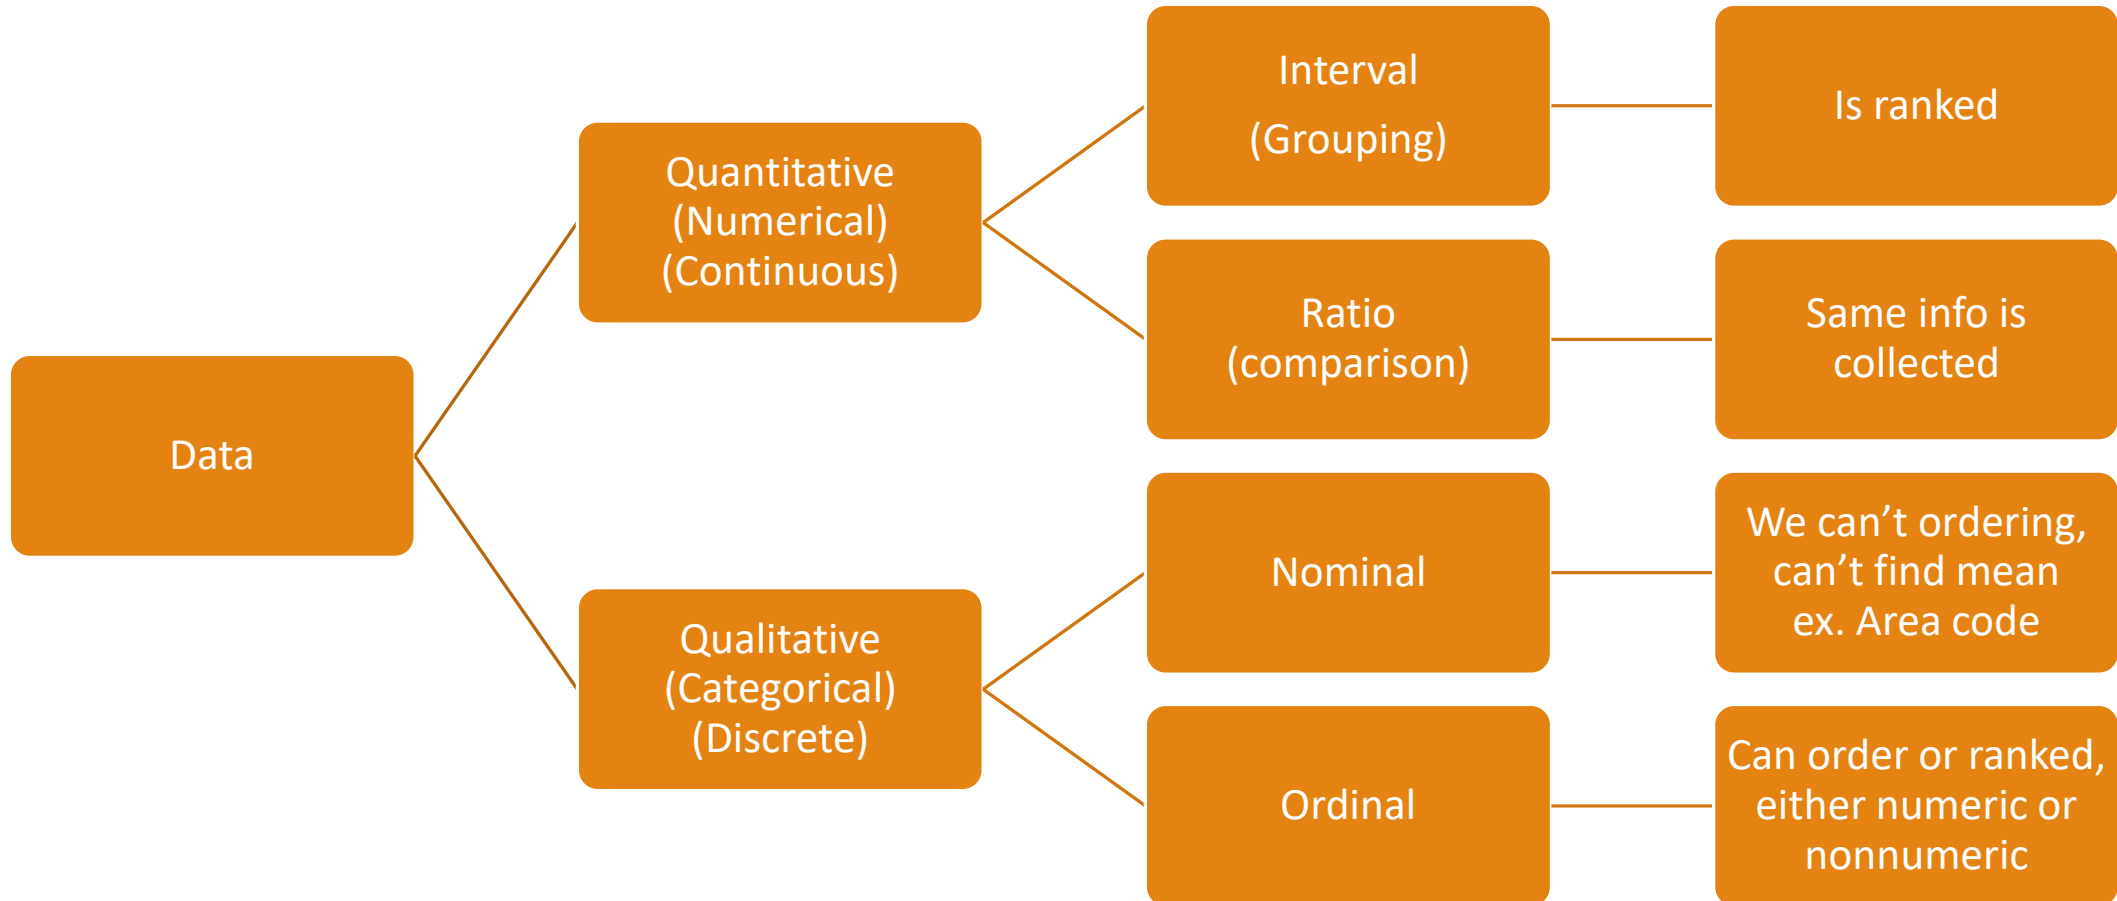 Data
Quantitative
(Numerical)
(Continuous)
Interval
(Grouping)
Is ranked
Ratio
(comparison)
Same info is
collected
Qualitative
(Categorical)
(Discrete)
Nominal
We can’t ordering,
can’t find mean
ex. Area code
Ordinal
Can order or ranked,
either numeric or
nonnumeric